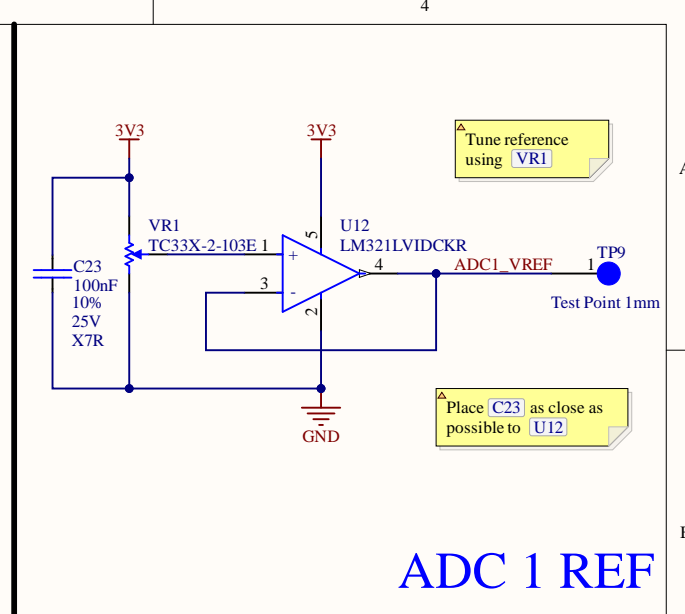 4
3V3
3V3
Tune reference
using VR1
VR1
TC33X-2-103E
1
5
U12
LM321LVIDCKR
+
-
3
2
4
ADC1_VREF
1
TP9
Test Point 1mm
C23
100nF
10%
25V
X7R
GND
Place C23 as close as
possible to U12
ADC 1 REF